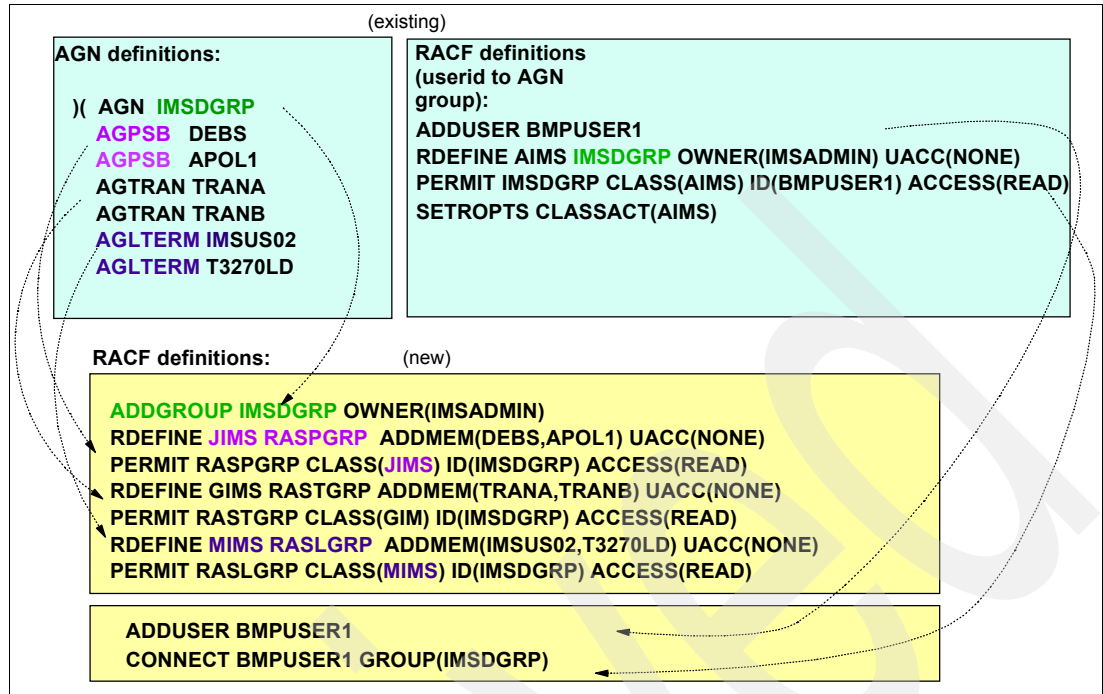 (existing)
AGN definitions:
)( AGN IMSDGRP
AGPSB DEBS
AGPSB APOL1
AGTRAN TRANA
AGTRAN TRANB
AGLTERM IMSUS02
AGLTERM T3270LD
RACF definitions
(userid to AGN
group):
ADDUSER BMPUSER1
RDEFINE AIMS IMSDGRP OWNER(IMSADMIN) UACC(NONE)
PERMIT IMSDGRP CLASS(AIMS) ID(BMPUSER1) ACCESS(READ)
SETROPTS CLASSACT(AIMS)
RACF definitions: (new)
ADDGROUP IMSDGRP OWNER(IMSADMIN)
RDEFINE JIMS RASPGRP ADDMEM(DEBS,APOL1) UACC(NONE)
PERMIT RASPGRP CLASS(JIMS) ID(IMSDGRP) ACCESS(READ)
RDEFINE GIMS RASTGRP ADDMEM(TRANA,TRANB) UACC(NONE)
PERMIT RASTGRP CLASS(GIM) ID(IMSDGRP) ACCESS(READ)
RDEFINE MIMS RASLGRP ADDMEM(IMSUS02,T3270LD) UACC(NONE)
PERMIT RASLGRP CLASS(MIMS) ID(IMSDGRP) ACCESS(READ)
ADDUSER BMPUSER1
CONNECT BMPUSER1 GROUP(IMSDGRP)